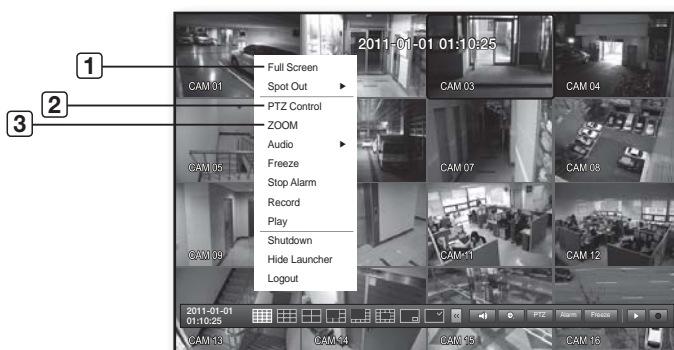 1
2
3
2011-01-01 01:10:25
CAM 01
CAM 03
CAM 04
Full Screen
Spot Out
PTZ Control
ZOOM
Audio
Freeze
Stop Alarm
Record
Play
Shutdown
Hide Launcher
Logout
CAM 05
CAM 07
CAM 08
CAM 09
CAM 11
CAM 12
2011-01-01
01:10:25
PTZ
Alarm
Freeze
CAM 13
CAM 14
CAM 15
CAM 16